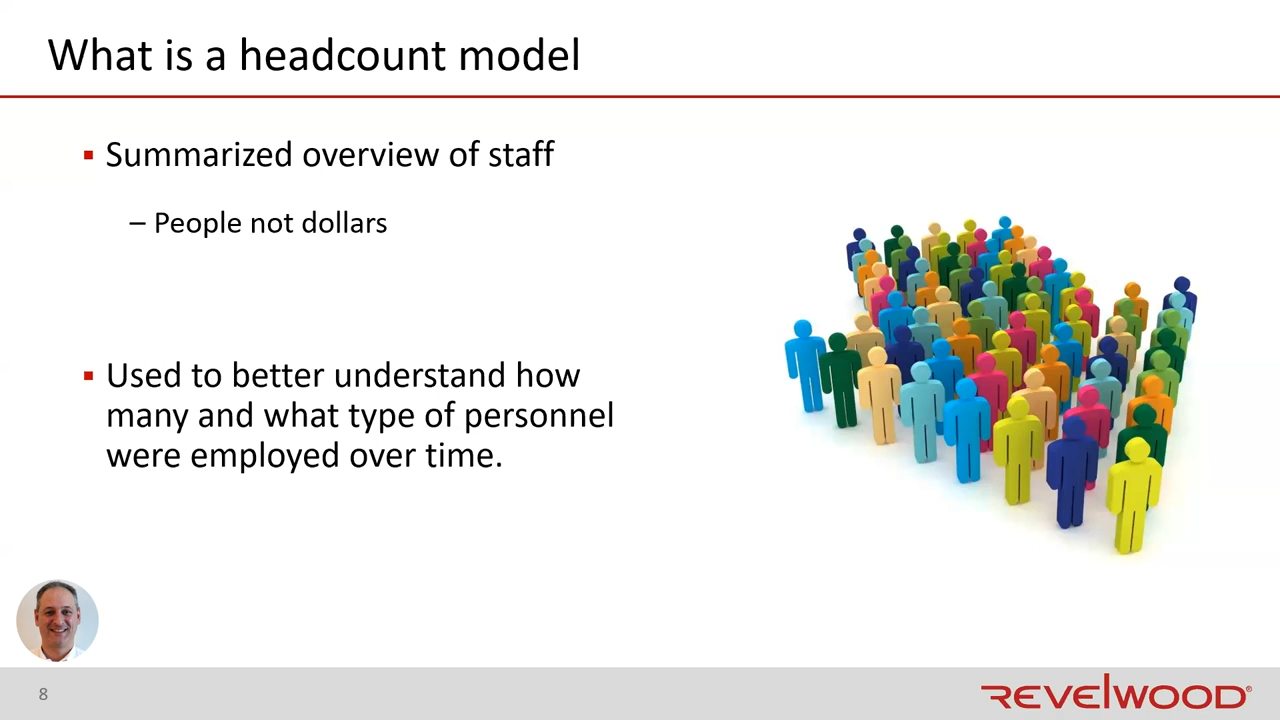 What is a headcount model
▪ Summarized overview of staff
– People not dollars
▪ Used to better understand how
many and what type of personnel
were employed over time.
8
REVELWOOD®